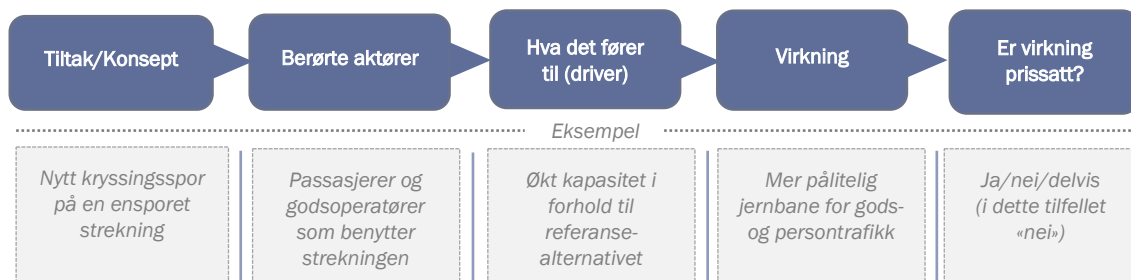 Tiltak/Konsept
Berørte aktører
Hva det fører
til (driver)
Virkning
Er virkning
prissatt?
Eksempel
Nytt kryssingsspor
på en ensporet
strekning
Passasjerer og
godsoperatører
som benytter
strekningen
Økt kapasitet i
forhold til
referanse-
alternativet
Mer pålitelig
jernbane for gods-
og persontrafikk
Ja/nei/delvis
(i dette tilfellet
«nei»)